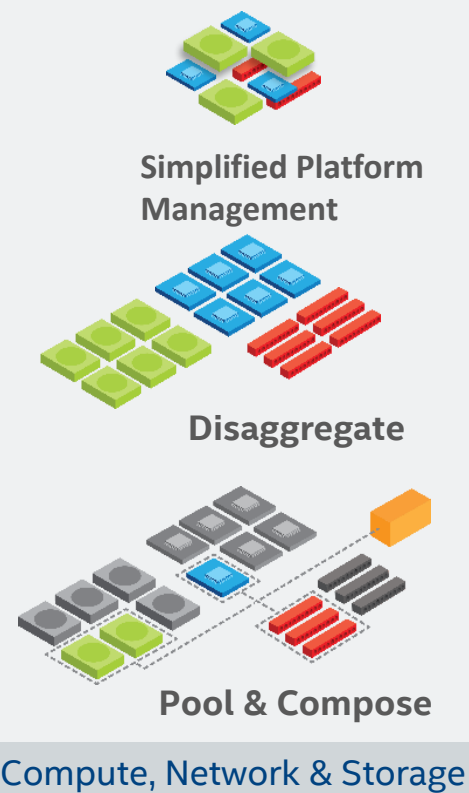 Simplified Platform
Management
Disaggregate
Pool & Compose
Compute, Network & Storage